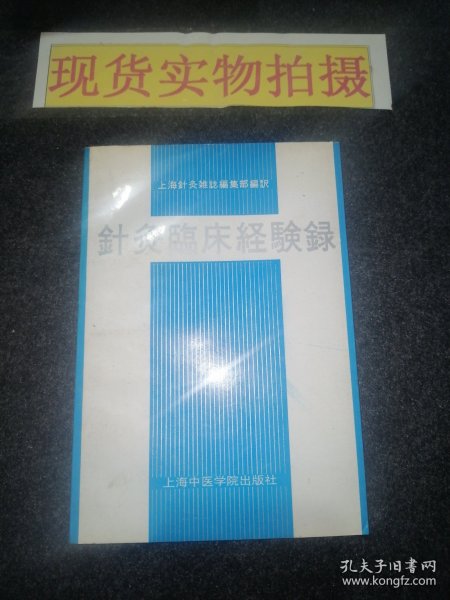 现货实物拍摄
上海針灸雑誌編集部編訳
針灸臨床経験録
上海中医学院出版社
孔夫子旧书网
www.kongfz.com